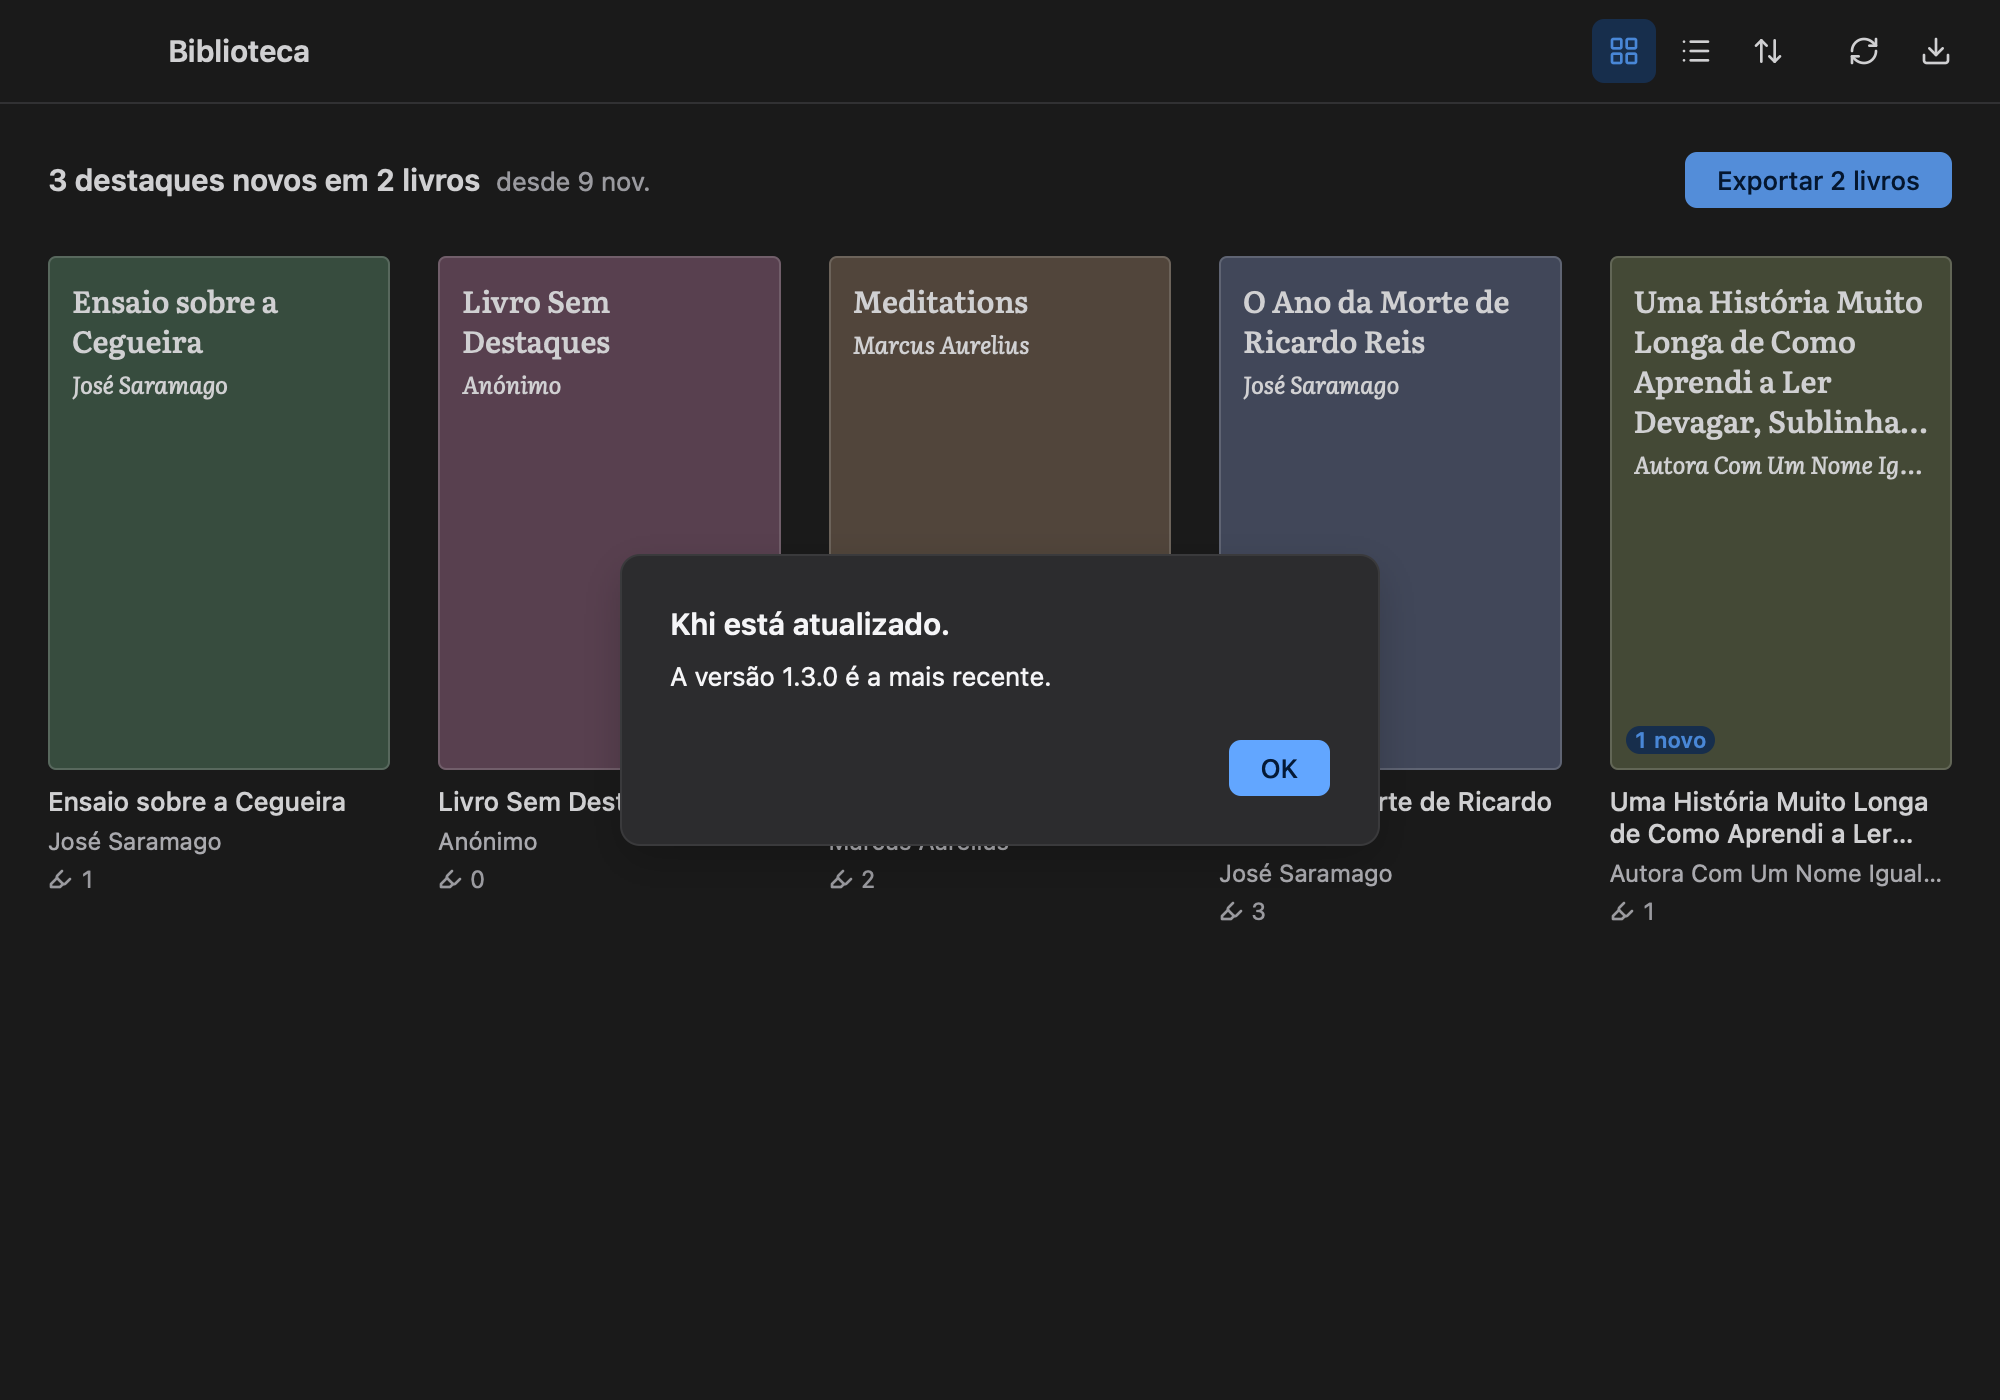 Biblioteca
3 destaques novos em 2 livros desde 9 nov.
Exportar 2 livros
Ensaio sobre a
Cegueira
José Saramago
Livro Sem
Destaques
Anónimo
Meditations
Marcus Aurelius
O Ano da Morte de
Ricardo Reis
José Saramago
Uma História Muito
Longa de Como
Aprendi a Ler
Devagar, Sublinha...
Autora Com Um Nome Ig...
1 novo
Khi está atualizado.
A versão 1.3.0 é a mais recente.
OK
Ensaio sobre a Cegueira
José Saramago
1
Livro Sem
Anónimo
0
Marcus Aurelius
2
de Ricardo
José Saramago
3
Uma História Muito Longa
de Como Aprendi a Ler...
Autora Com Um Nome Igual...
1